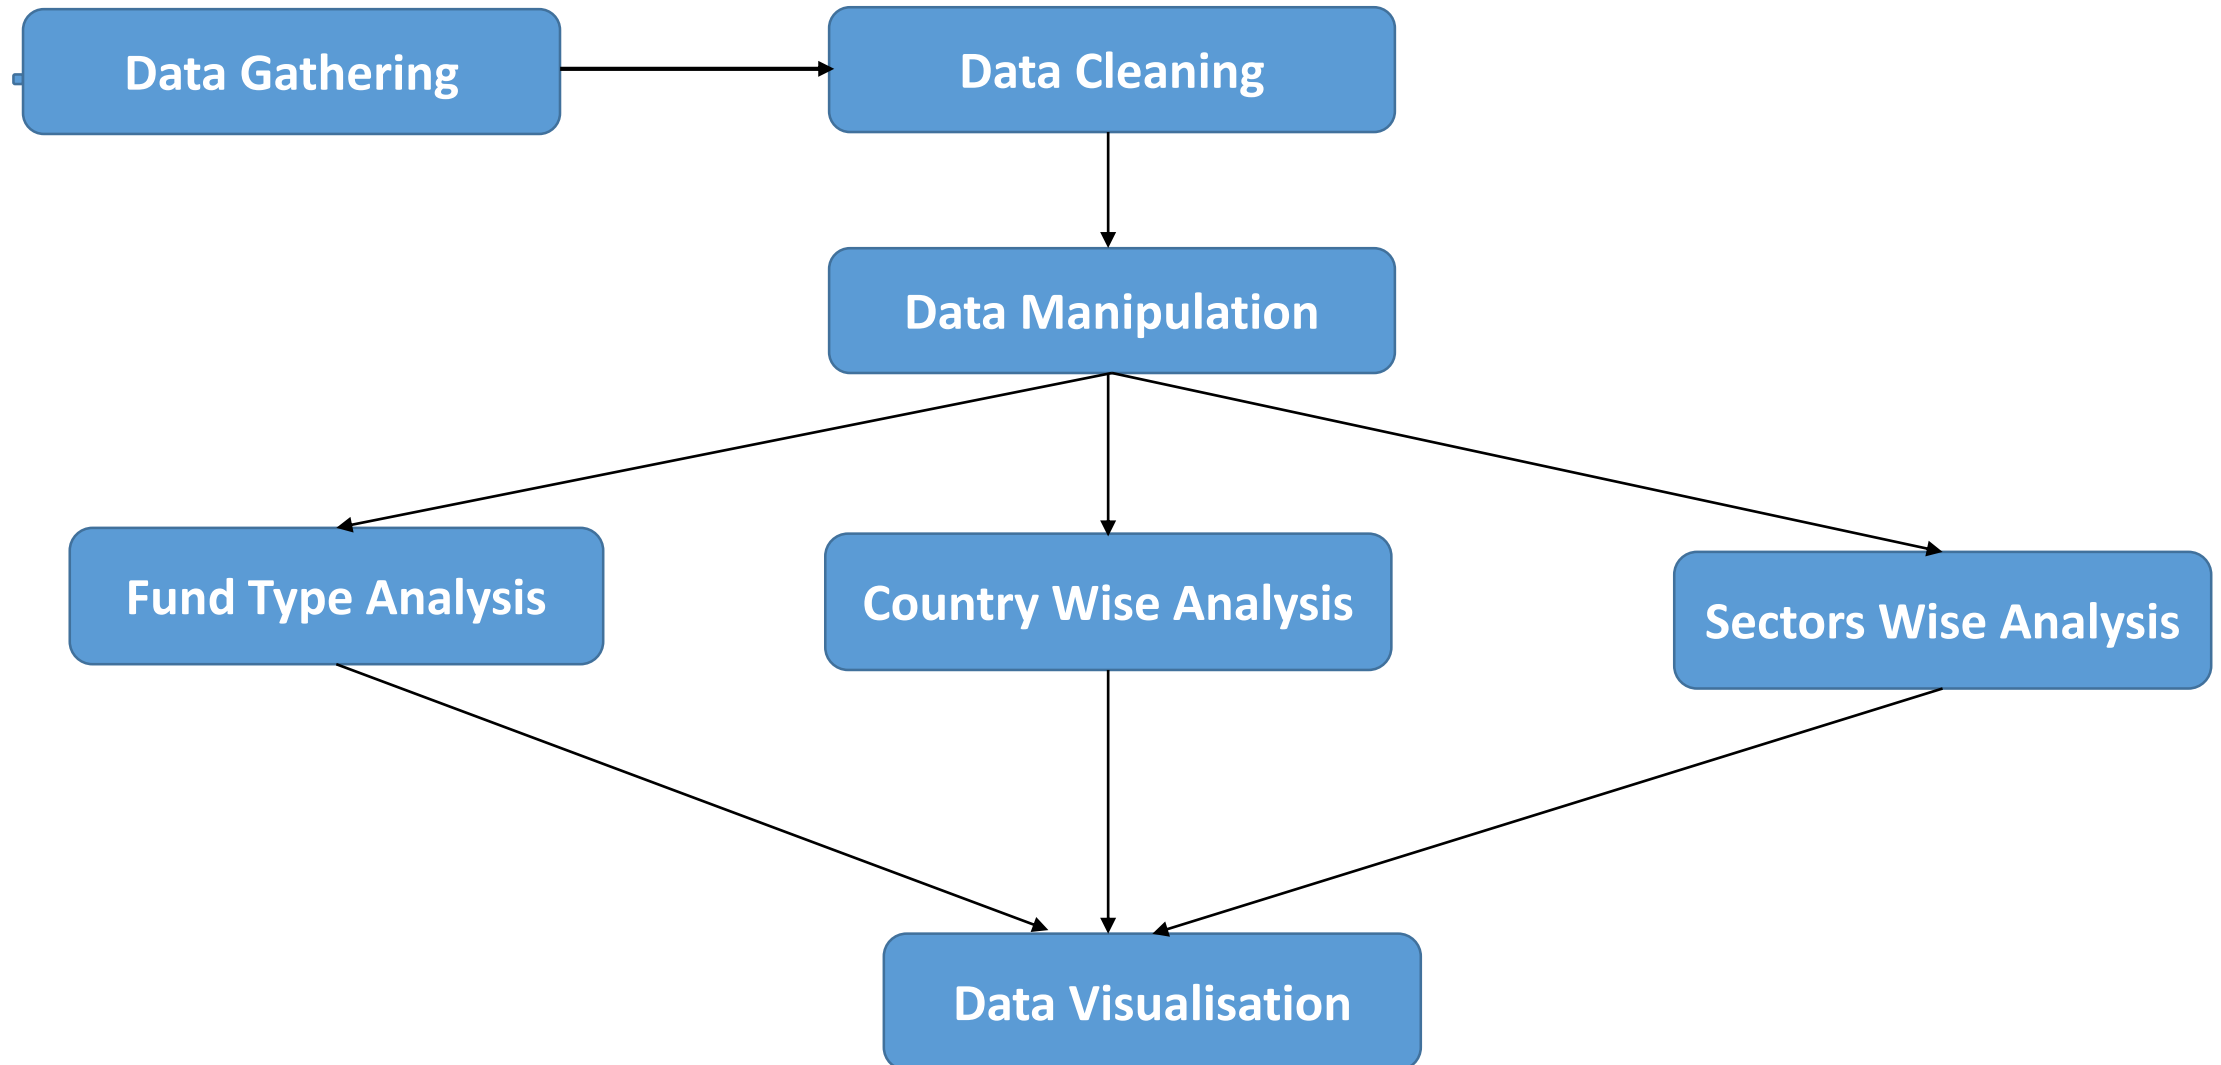 Data Gathering
Data Cleaning
Data Manipulation
Fund Type Analysis
Country Wise Analysis
Sectors Wise Analysis
Data Visualisation